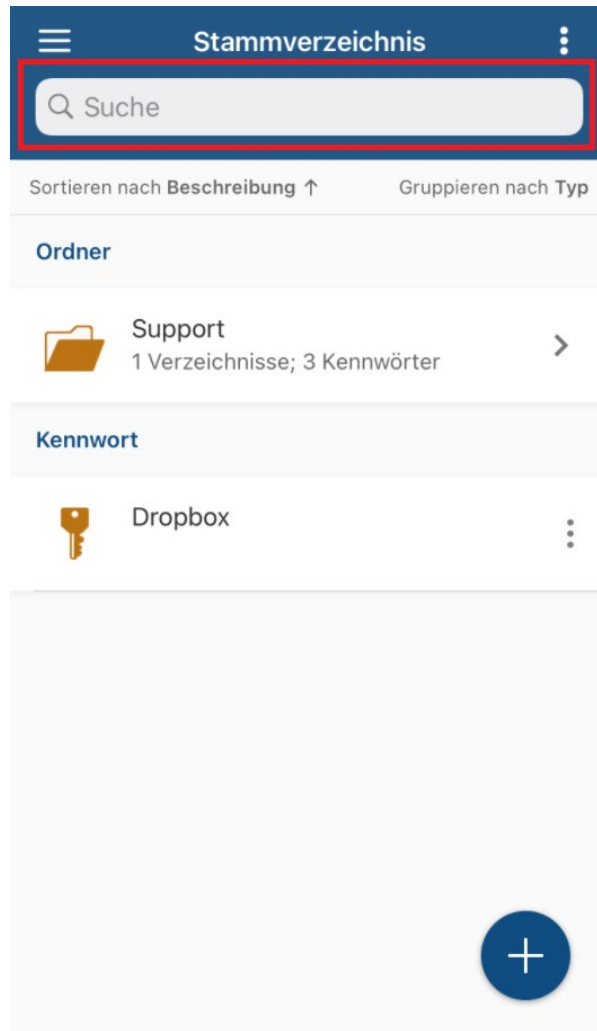 Stammverzeichnis
Suche
Sortieren nach Beschreibung ↑ Gruppieren nach Typ
Ordner
Support
1 Verzeichnisse; 3 Kennwörter
Kennwort
Dropbox